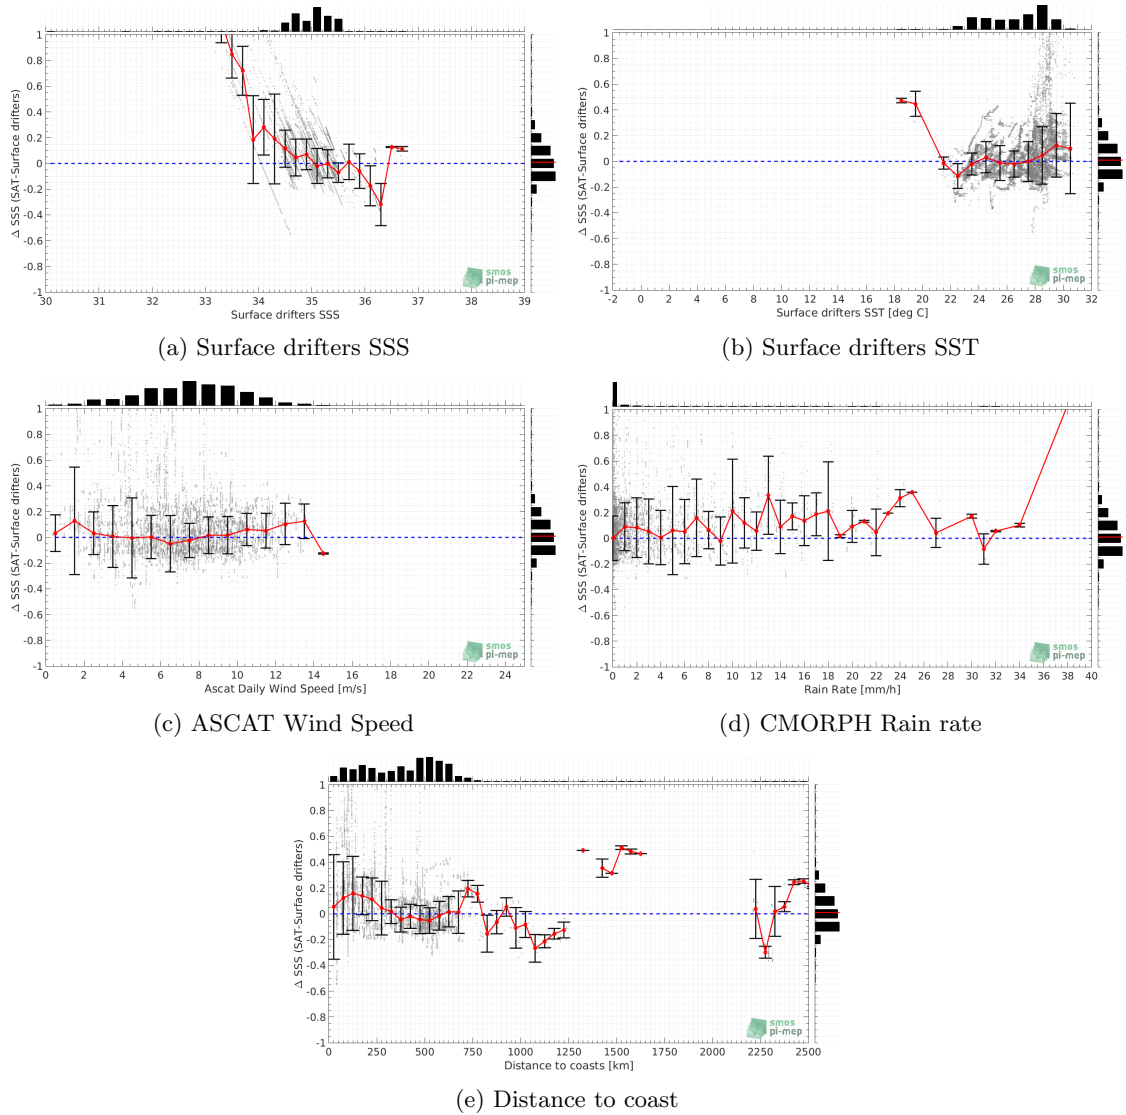 Δ SSS (SAT-Surface drifters)
1
0.8
0.6
0.4
0.2
0
-0.2
-0.4
-0.6
-0.8
-1
30 31 32 33 34 35 36 37 38 39
Surface drifters SSS
smos
pi-mep
(a) Surface drifters SSS
Δ SSS (SAT-Surface drifters)
1
0.8
0.6
0.4
0.2
0
-0.2
-0.4
-0.6
-0.8
-1
-2 0 2 4 6 8 10 12 14 16 18 20 22 24 26 28 30 32
Surface drifters SST [deg C]
smos
pi-mep
(b) Surface drifters SST
Δ SSS (SAT-Surface drifters)
1
0.8
0.6
0.4
0.2
0
-0.2
-0.4
-0.6
-0.8
-1
0 2 4 6 8 10 12 14 16 18 20 22 24
Ascat Daily Wind Speed [m/s]
smos
pi-mep
(c) ASCAT Wind Speed
Δ SSS (SAT-Surface drifters)
1
0.8
0.6
0.4
0.2
0
-0.2
-0.4
-0.6
-0.8
-1
0 2 4 6 8 10 12 14 16 18 20 22 24 26 28 30 32 34 36 38 40
Rain Rate [mm/h]
smos
pi-mep
(d) CMORPH Rain rate
Δ SSS (SAT-Surface drifters)
1
0.8
0.6
0.4
0.2
0
-0.2
-0.4
-0.6
-0.8
-1
0 250 500 750 1000 1250 1500 1750 2000 2250 2500
Distance to coasts [km]
smos
pi-mep
(e) Distance to coast